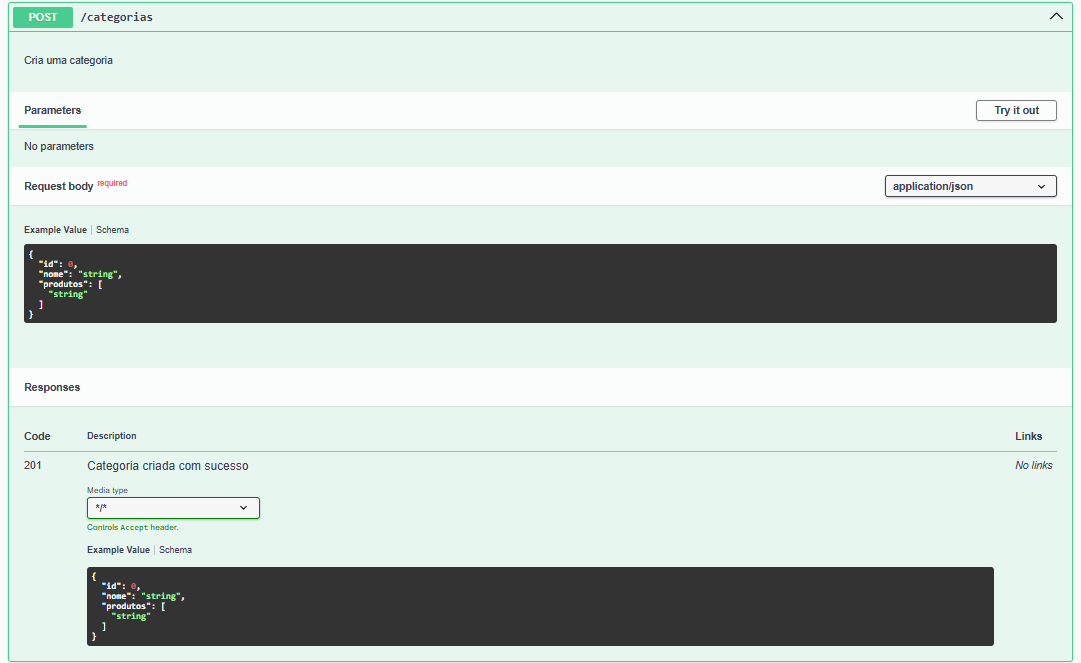 POST /categorias
Cria uma categoria
Parameters
Try it out
No parameters
Request body required
application/json
Example Value | Schema
{
  "id": 0,
  "nome": "string",
  "produtos": [
    "string"
  ]
}
Responses
Code Description Links
201 Categoria criada com sucesso No links
Media type
*/*
Controls Accept header.
Example Value | Schema
{
  "id": 0,
  "nome": "string",
  "produtos": [
    "string"
  ]
}